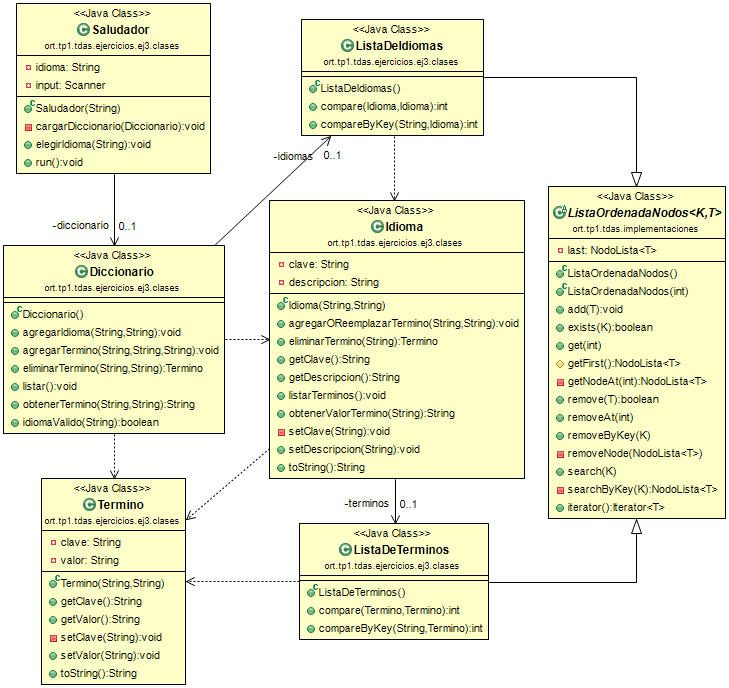 <<Java Class>>
Saludador
ort.tp1.tdas.ejercicios.ej3.clases
idioma: String
input: Scanner
Saludador(String)
cargarDiccionario(Diccionario):void
elegirIdioma(String):void
run():void
-diccionario
0..1
<<Java Class>>
ListaDeIdiomas
ort.tp1.tdas.ejercicios.ej3.clases
ListaDeIdiomas()
compare(Idioma,Idioma):int
compareByKey(String,Idioma):int
-idiomas
0..1
<<Java Class>>
ListaOrdenadaNodos<K,T>
ort.tp1.tdas.implementaciones
last: NodoLista<T>
ListaOrdenadaNodos()
ListaOrdenadaNodos(int)
add(T):void
exists(K):boolean
get(int)
getFirst():NodoLista<T>
getNodeAt(int):NodoLista<T>
remove(T):boolean
removeAt(int)
removeByKey(K)
removeNode(NodoLista<T>)
search(K)
searchByKey(K):NodoLista<T>
iterator():Iterator<T>
<<Java Class>>
Diccionario
ort.tp1.tdas.ejercicios.ej3.clases
Diccionario()
agregarIdioma(String,String):void
agregarTermino(String,String,String):void
eliminarTermino(String,String):Termino
listar():void
obtenerTermino(String,String):String
idiomaValido(String):boolean
<<Java Class>>
Idioma
ort.tp1.tdas.ejercicios.ej3.clases
clave: String
descripcion: String
Idioma(String,String)
agregarOReemplazarTermino(String,String):void
eliminarTermino(String):Termino
getClave():String
getDescripcion():String
listarTerminos():void
obtenerValorTermino(String):String
setClave(String):void
setDescripcion(String):void
toString():String
-terminos
0..1
<<Java Class>>
Termino
ort.tp1.tdas.ejercicios.ej3.clases
clave: String
valor: String
Termino(String,String)
getClave():String
getValor():String
setClave(String):void
setValor(String):void
toString():String
<<Java Class>>
ListaDeTerminos
ort.tp1.tdas.ejercicios.ej3.clases
ListaDeTerminos()
compare(Termino,Termino):int
compareByKey(String,Termino):int